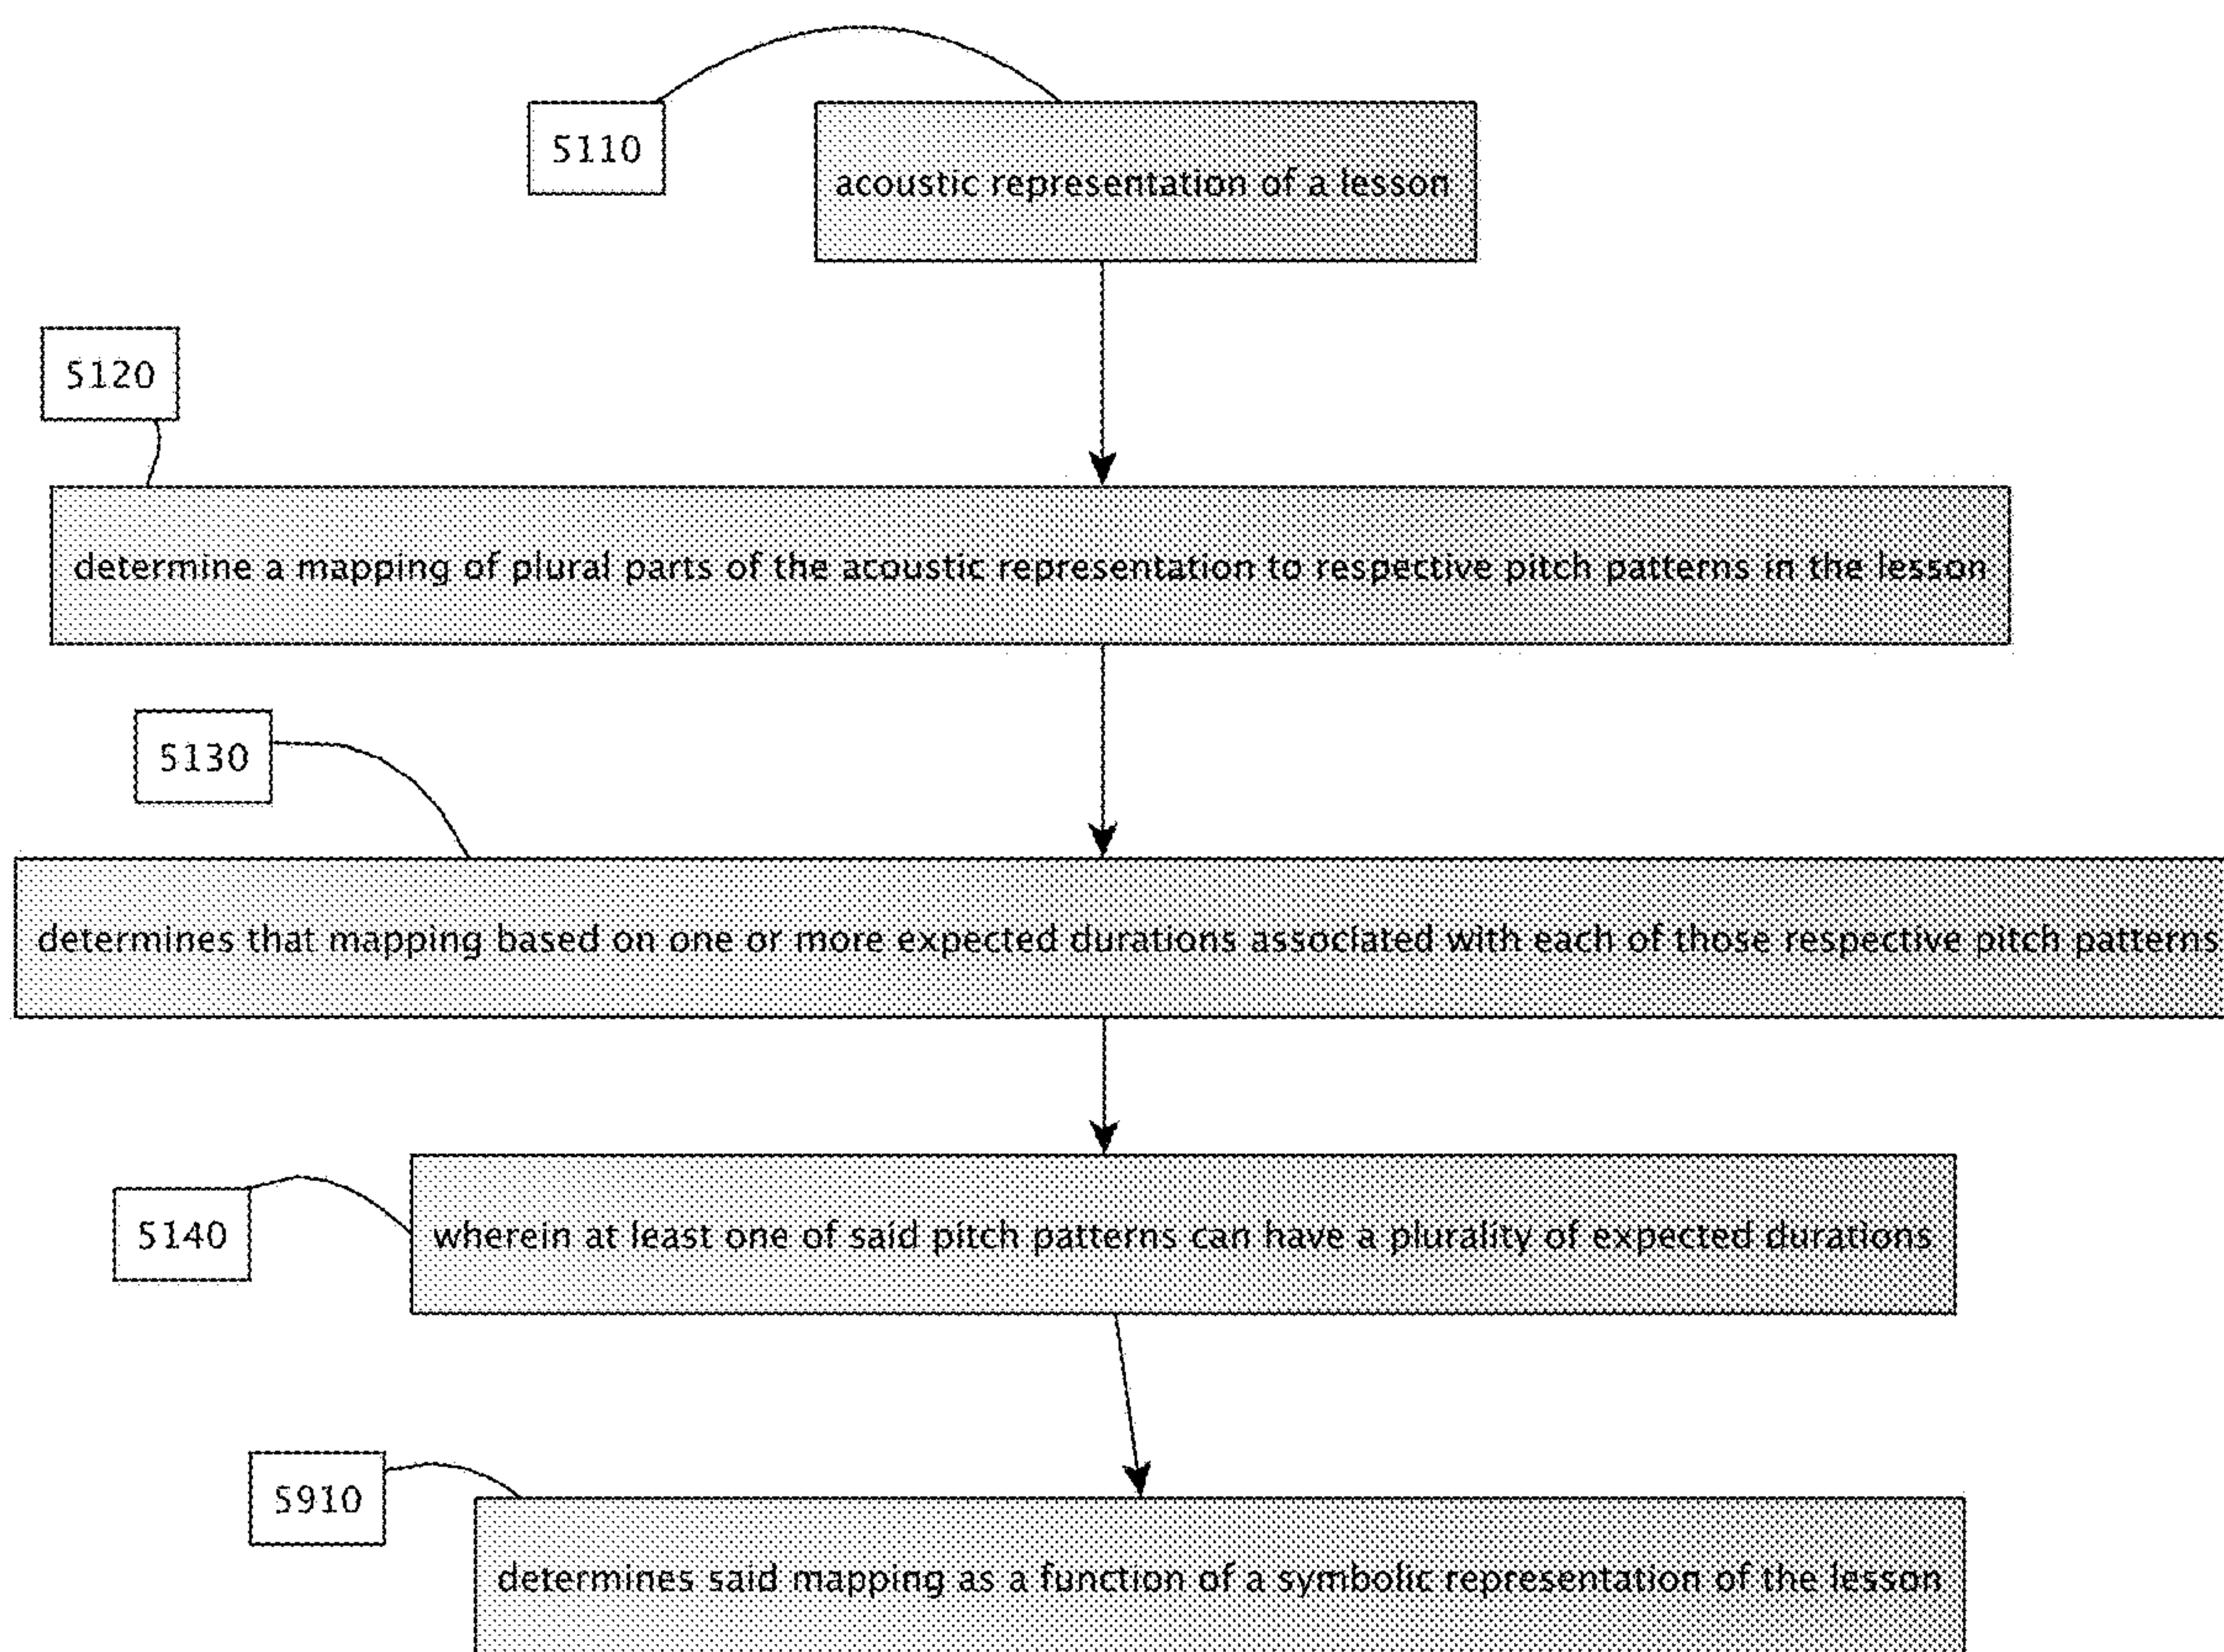 5110
acoustic representation of a lesson
5120
determine a mapping of plural parts of the acoustic representation to respective pitch patterns in the lesson
5130
determines that mapping based on one or more expected durations associated with each of those respective pitch patterns
5140
wherein at least one of said pitch patterns can have a plurality of expected durations
5910
determines said mapping as a function of a symbolic representation of the lesson